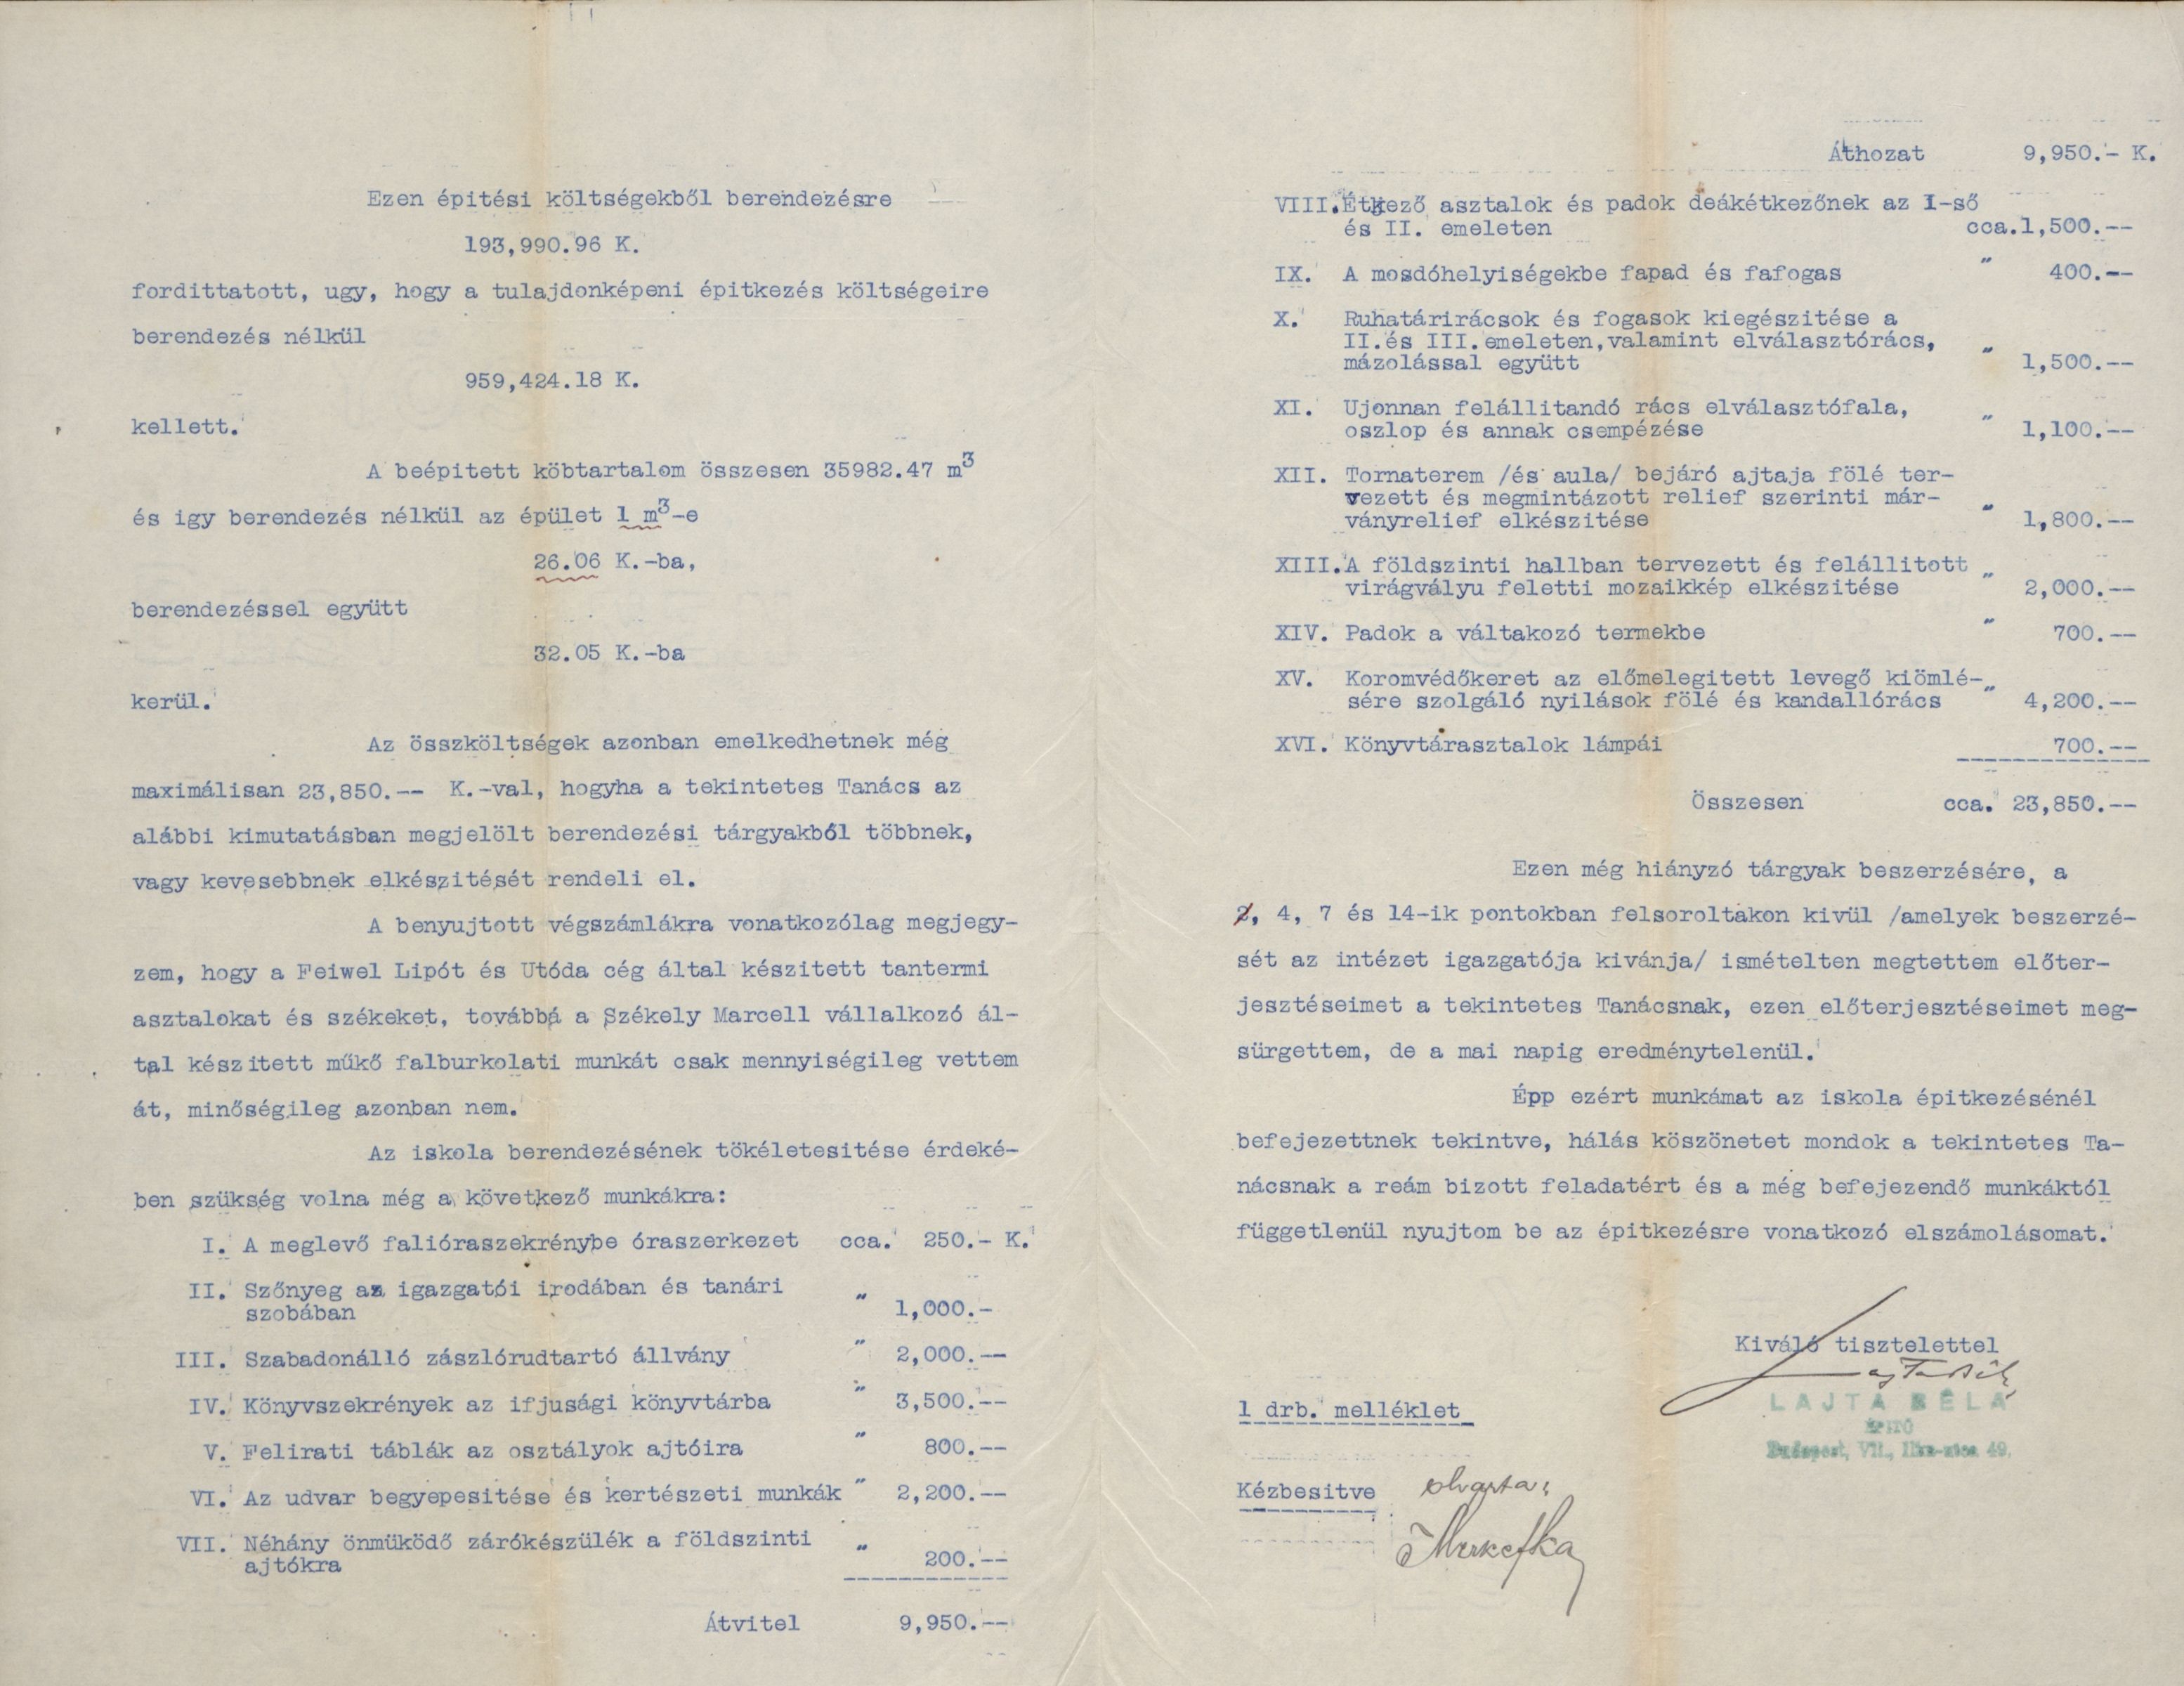 Ezen épitési költségekből berendezésre
193,990.96 K.
fordittatott, ugy, hogy a tulajdonképeni épitkezés költségeire
berendezés nélkül
959,424.18 K.
kellett.
A beépitett köbtartalom összesen 35982.47 m³
és igy berendezés nélkül az épület 1 m³-e
26.06 K.-ba,
berendezéssel együtt
32.05 K.-ba
kerül.
Az összköltségek azonban emelkedhetnek még
maximálisan 23,850.-- K.-val, hogyha a tekintetes Tanács az
alábbi kimutatásban megjelölt berendezési tárgyakból többnek,
vagy kevesebbnek elkészitését rendeli el.
A benyujtott végszámlákra vonatkozólag megjegy-
zem, hogy a Feiwel Lipót és Utóda cég által készitett tantermi
asztalokat és székeket, továbbá a Székely Marcell vállalkozó ál-
tal készitett műkő falburkolati munkát csak mennyiségileg vettem
át, minőségileg azonban nem.
Az iskola berendezésének tökéletesitése érdeké-
ben szükség volna még a következő munkákra:
I. A meglevő falióraszekrénybe óraszerkezet cca. 250.- K.
II. Szőnyeg az igazgatói irodában és tanári
szobában " 1,000.-
III. Szabadonálló zászlórudtartó állvány " 2,000.--
IV. Könyvszekrények az ifjusági könyvtárba " 3,500.--
V. Felirati táblák az osztályok ajtóira " 800.--
VI. Az udvar begyepesitése és kertészeti munkák " 2,200.--
VII. Néhány önmüködő zárókészülék a földszinti
ajtókra " 200.--
Átvitel 9,950.--
Áthozat 9,950.- K.
VIII. Étkező asztalok és padok deákétkezőnek az I-ső
és II. emeleten cca.1,500.--
IX. A mosdóhelyiségekbe fapad és fafogas " 400.--
X. Ruhatárirácsok és fogasok kiegészitése a
II.és III.emeleten,valamint elválasztórács,
mázolással együtt " 1,500.--
XI. Ujonnan felállitandó rács elválasztófala,
oszlop és annak csempézése " 1,100.--
XII. Tornaterem /és aula/ bejáró ajtaja fölé ter-
vezett és megmintázott relief szerinti már-
ványrelief elkészitése " 1,800.--
XIII. A földszinti hallban tervezett és felállitott
virágvályu feletti mozaikkép elkészitése " 2,000.--
XIV. Padok a váltakozó termekbe " 700.--
XV. Koromvédőkeret az előmelegitett levegő kiömlé-
sére szolgáló nyilások fölé és kandallórács " 4,200.--
XVI. Könyvtárasztalok lámpái 700.--
Összesen cca. 23,850.--
Ezen még hiányzó tárgyak beszerzésére, a
2, 4, 7 és 14-ik pontokban felsoroltakon kivül /amelyek beszerzé-
sét az intézet igazgatója kivánja/ ismételten megtettem előter-
jesztéseimet a tekintetes Tanácsnak, ezen előterjesztéseimet meg-
sürgettem, de a mai napig eredménytelenül.
Épp ezért munkámat az iskola épitkezésénél
befejezettnek tekintve, hálás köszönetet mondok a tekintetes Ta-
nácsnak a reám bizott feladatért és a még befejezendő munkáktól
függetlenül nyujtom be az épitkezésre vonatkozó elszámolásomat.
Kiváló tisztelettel
Lajta Béla
LAJTA BÉLA
ÉPITŐ
Budapest, VII., Ilka-utca 49.
1 drb. melléklet
Kézbesitve olvasta: